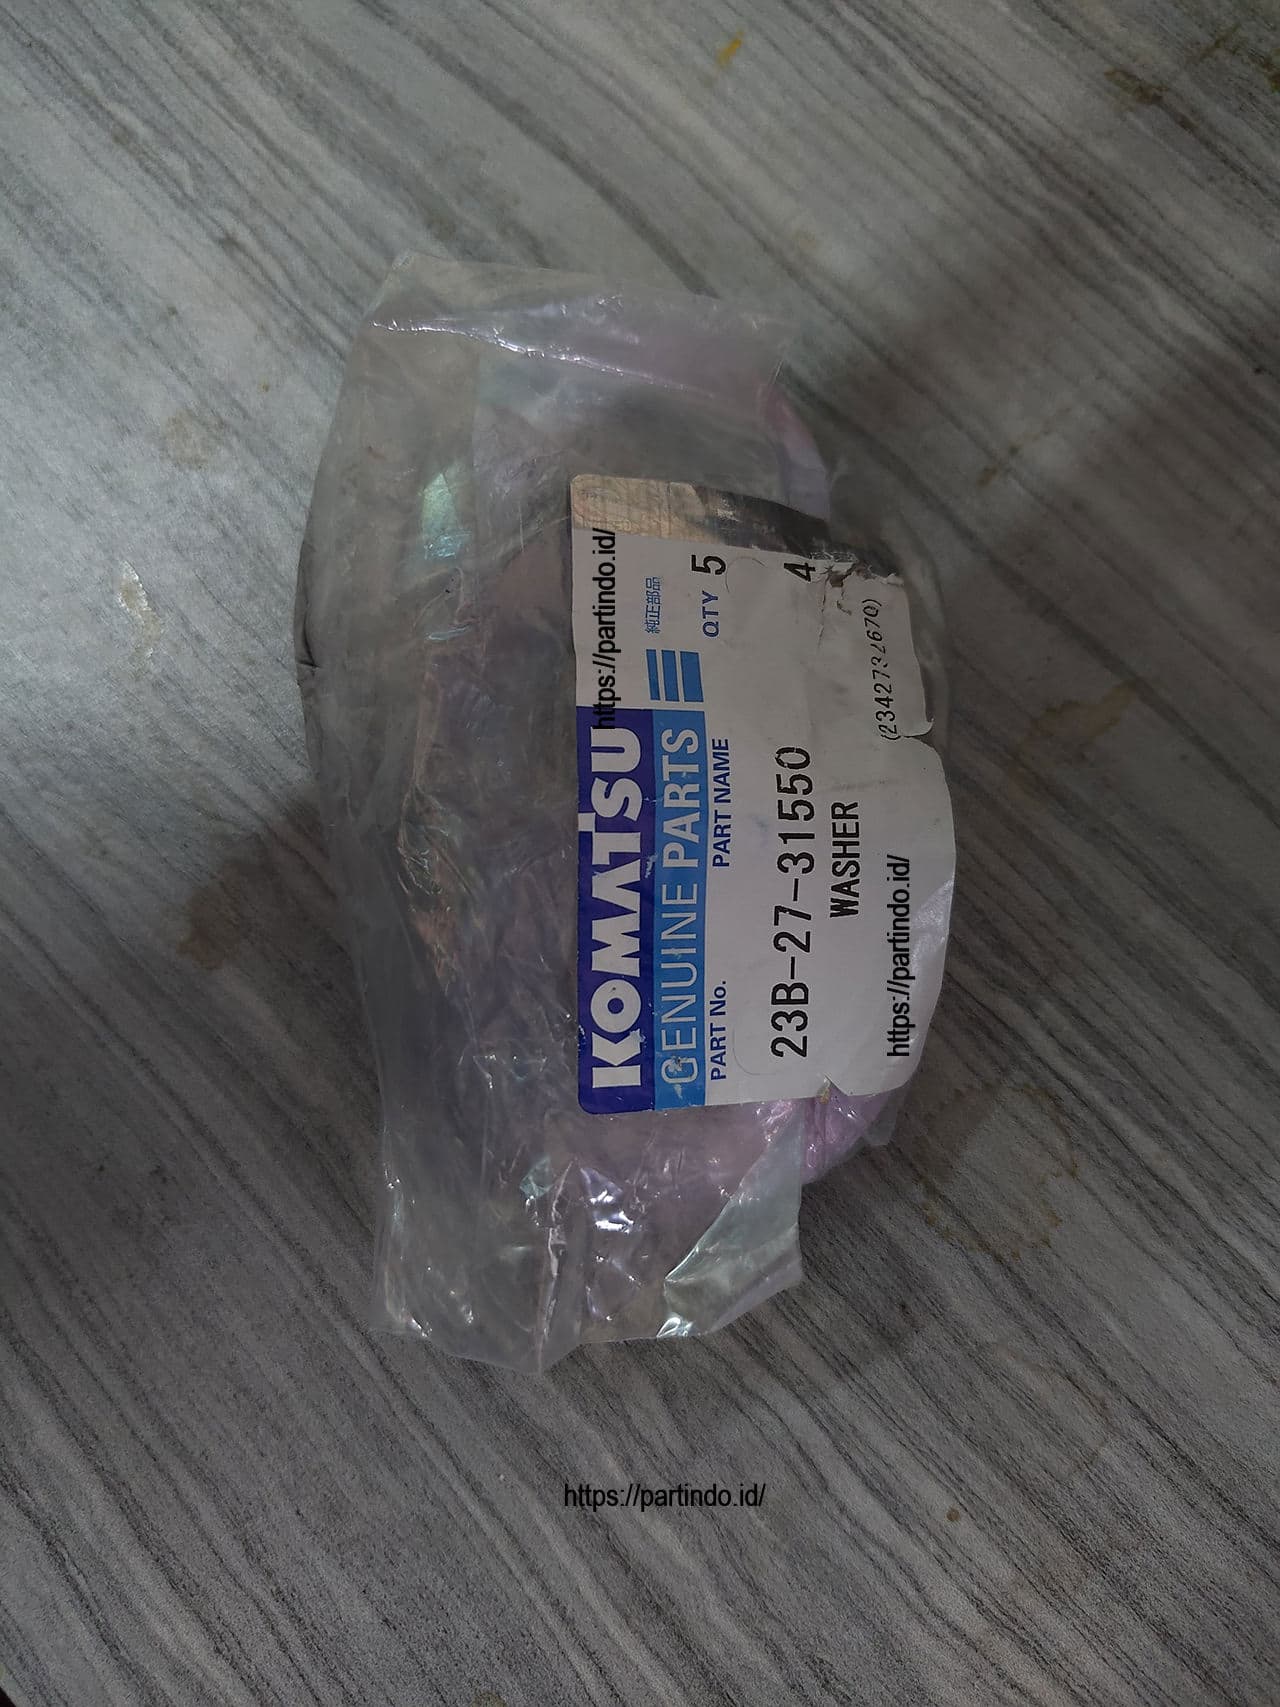 KOMATSU
GENUINE PARTS 純正部品
PART No. PART NAME QTY 5
4
23B-27-31550
WASHER
https://partindo.id/
https://partindo.id/
https://partindo.id/